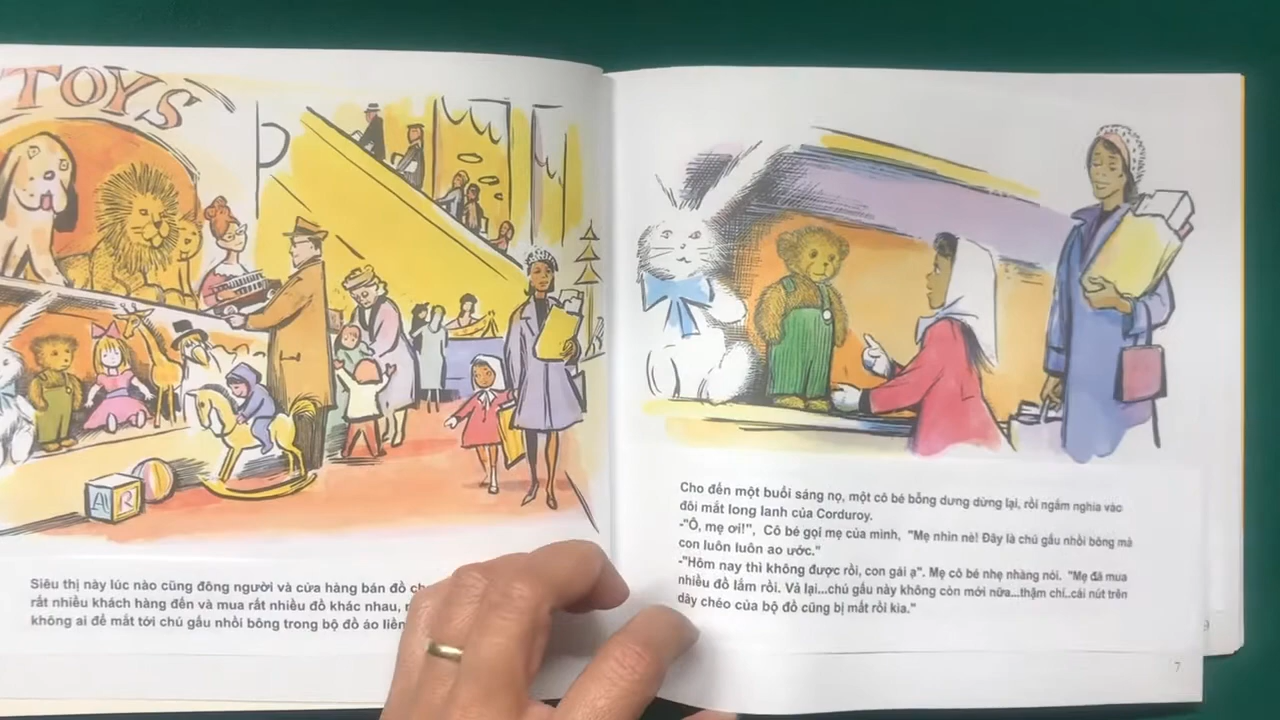 TOYS
A R
Siêu thị này lúc nào cũng đông người và cửa hàng bán đồ
rất nhiều khách hàng đến và mua rất nhiều đồ khác nhau,
không ai để mắt tới chú gấu nhồi bông trong bộ đồ áo liền
Cho đến một buổi sáng nọ, một cô bé bỗng dưng dừng lại, rồi ngắm nghía vào
đôi mắt long lanh của Corduroy.
-"Ô, mẹ ơi!", Cô bé gọi mẹ của mình, "Mẹ nhìn nè! Đây là chú gấu nhồi bông mà
con luôn luôn ao ước."
-"Hôm nay thì không được rồi, con gái ạ". Mẹ cô bé nhẹ nhàng nói. "Mẹ đã mua
nhiều đồ lắm rồi. Vả lại...chú gấu này không còn mới nữa...thậm chí..cái nút trên
dây chéo của bộ đồ cũng bị mất rồi kìa."
7
9